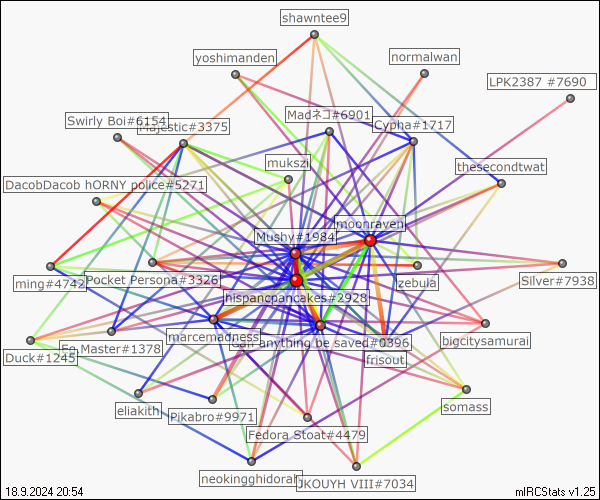 shawntee9
yoshimanden
normalwan
LPK2387 #7690
Swirly Boi#6154
Majestic#3375
Madネコ#6901
Cypha#1717
mukszil
thesecondtwat
DacobDacob hORNY police#5271
moonraven
Mushy#1984
ming#4742
Pocket Persona#3326
zebula
Silver#7938
hispancpancakes#2928
marcemadness
can anything be saved#0396
bigcitysamurai
Duck#1245
En Master#1378
frisout
eliakith
Pikabro#9971
somass
Fedora Stoat#4479
neokingghidorah
JKOUYH VIII#7034
18.9.2024 20:54
mIRCStats v1.25